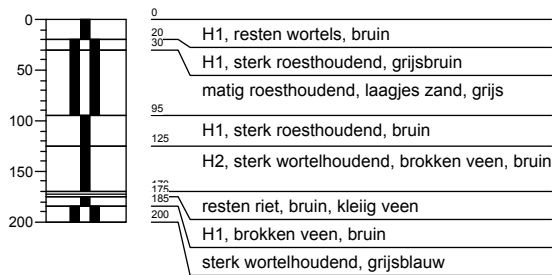 0
50
100
150
200
0
20
30
95
125
170
175
185
200
H1, resten wortels, bruin
H1, sterk roesthoudend, grijsbruin
matig roesthoudend, laagjes zand, grijs
H1, sterk roesthoudend, bruin
H2, sterk wortelhoudend, brokken veen, bruin
resten riet, bruin, kleiig veen
H1, brokken veen, bruin
sterk wortelhoudend, grijsblauw